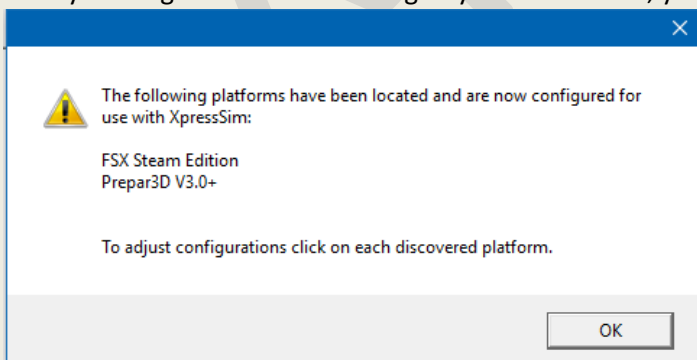 The following platforms have been located and are now configured for
use with XpressSim:
FSX Steam Edition
Prepar3D V3.0+
To adjust configurations click on each discovered platform.
OK